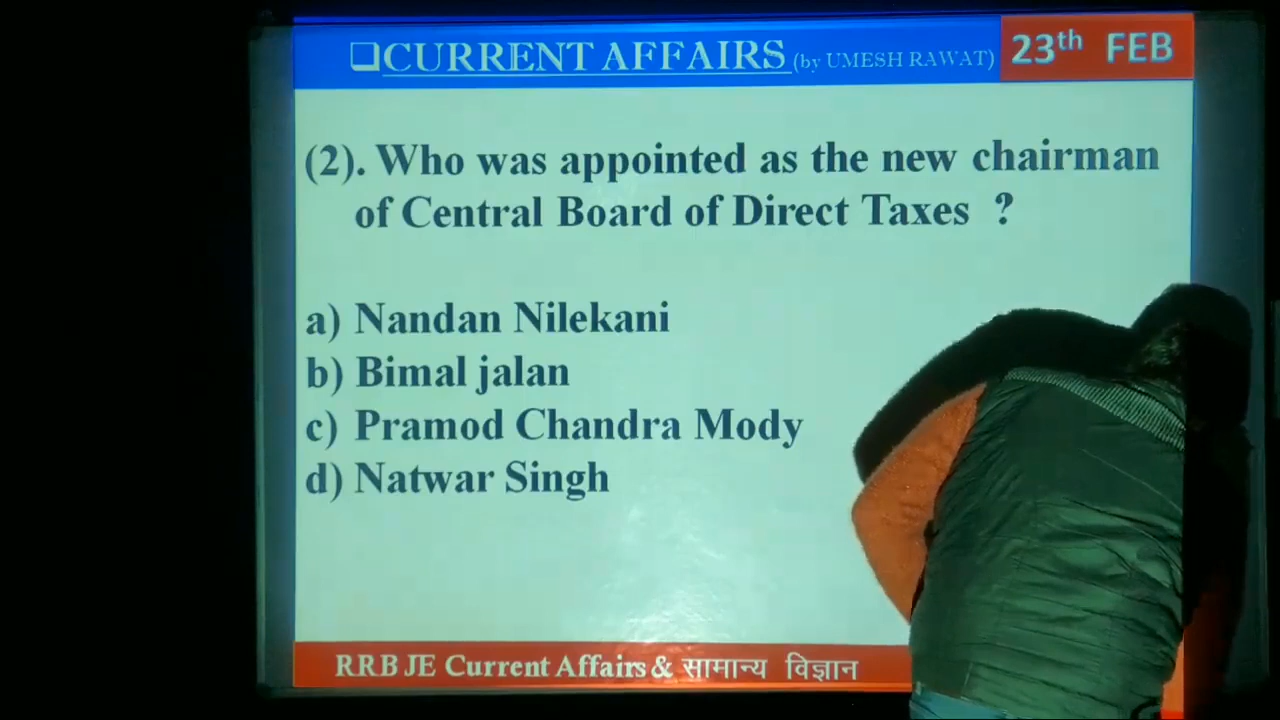 ❑CURRENT AFFAIRS (by UMESH RAWAT) 23th FEB
(2). Who was appointed as the new chairman
of Central Board of Direct Taxes ?
a) Nandan Nilekani
b) Bimal jalan
c) Pramod Chandra Mody
d) Natwar Singh
RRB JE Current Affairs & सामान्य विज्ञान